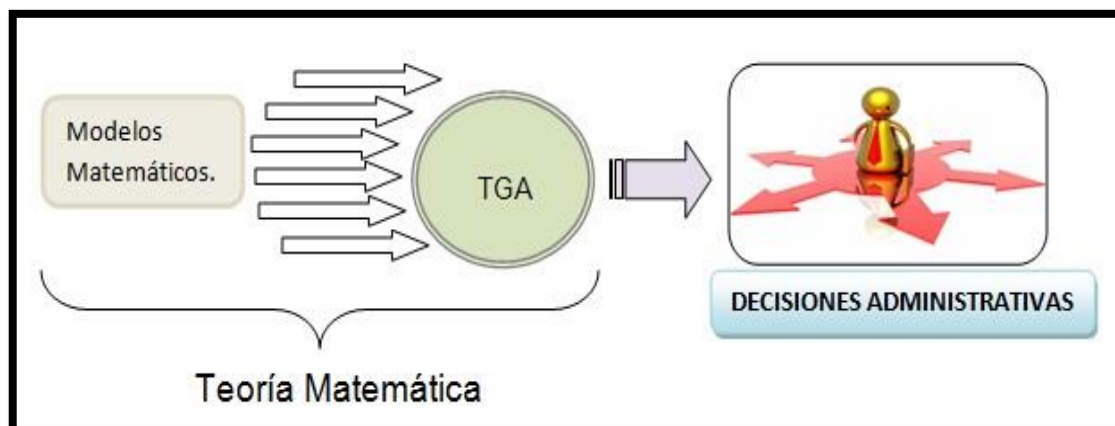 Modelos
Matemáticos.
TGA
DECISIONES ADMINISTRATIVAS
Teoría Matemática